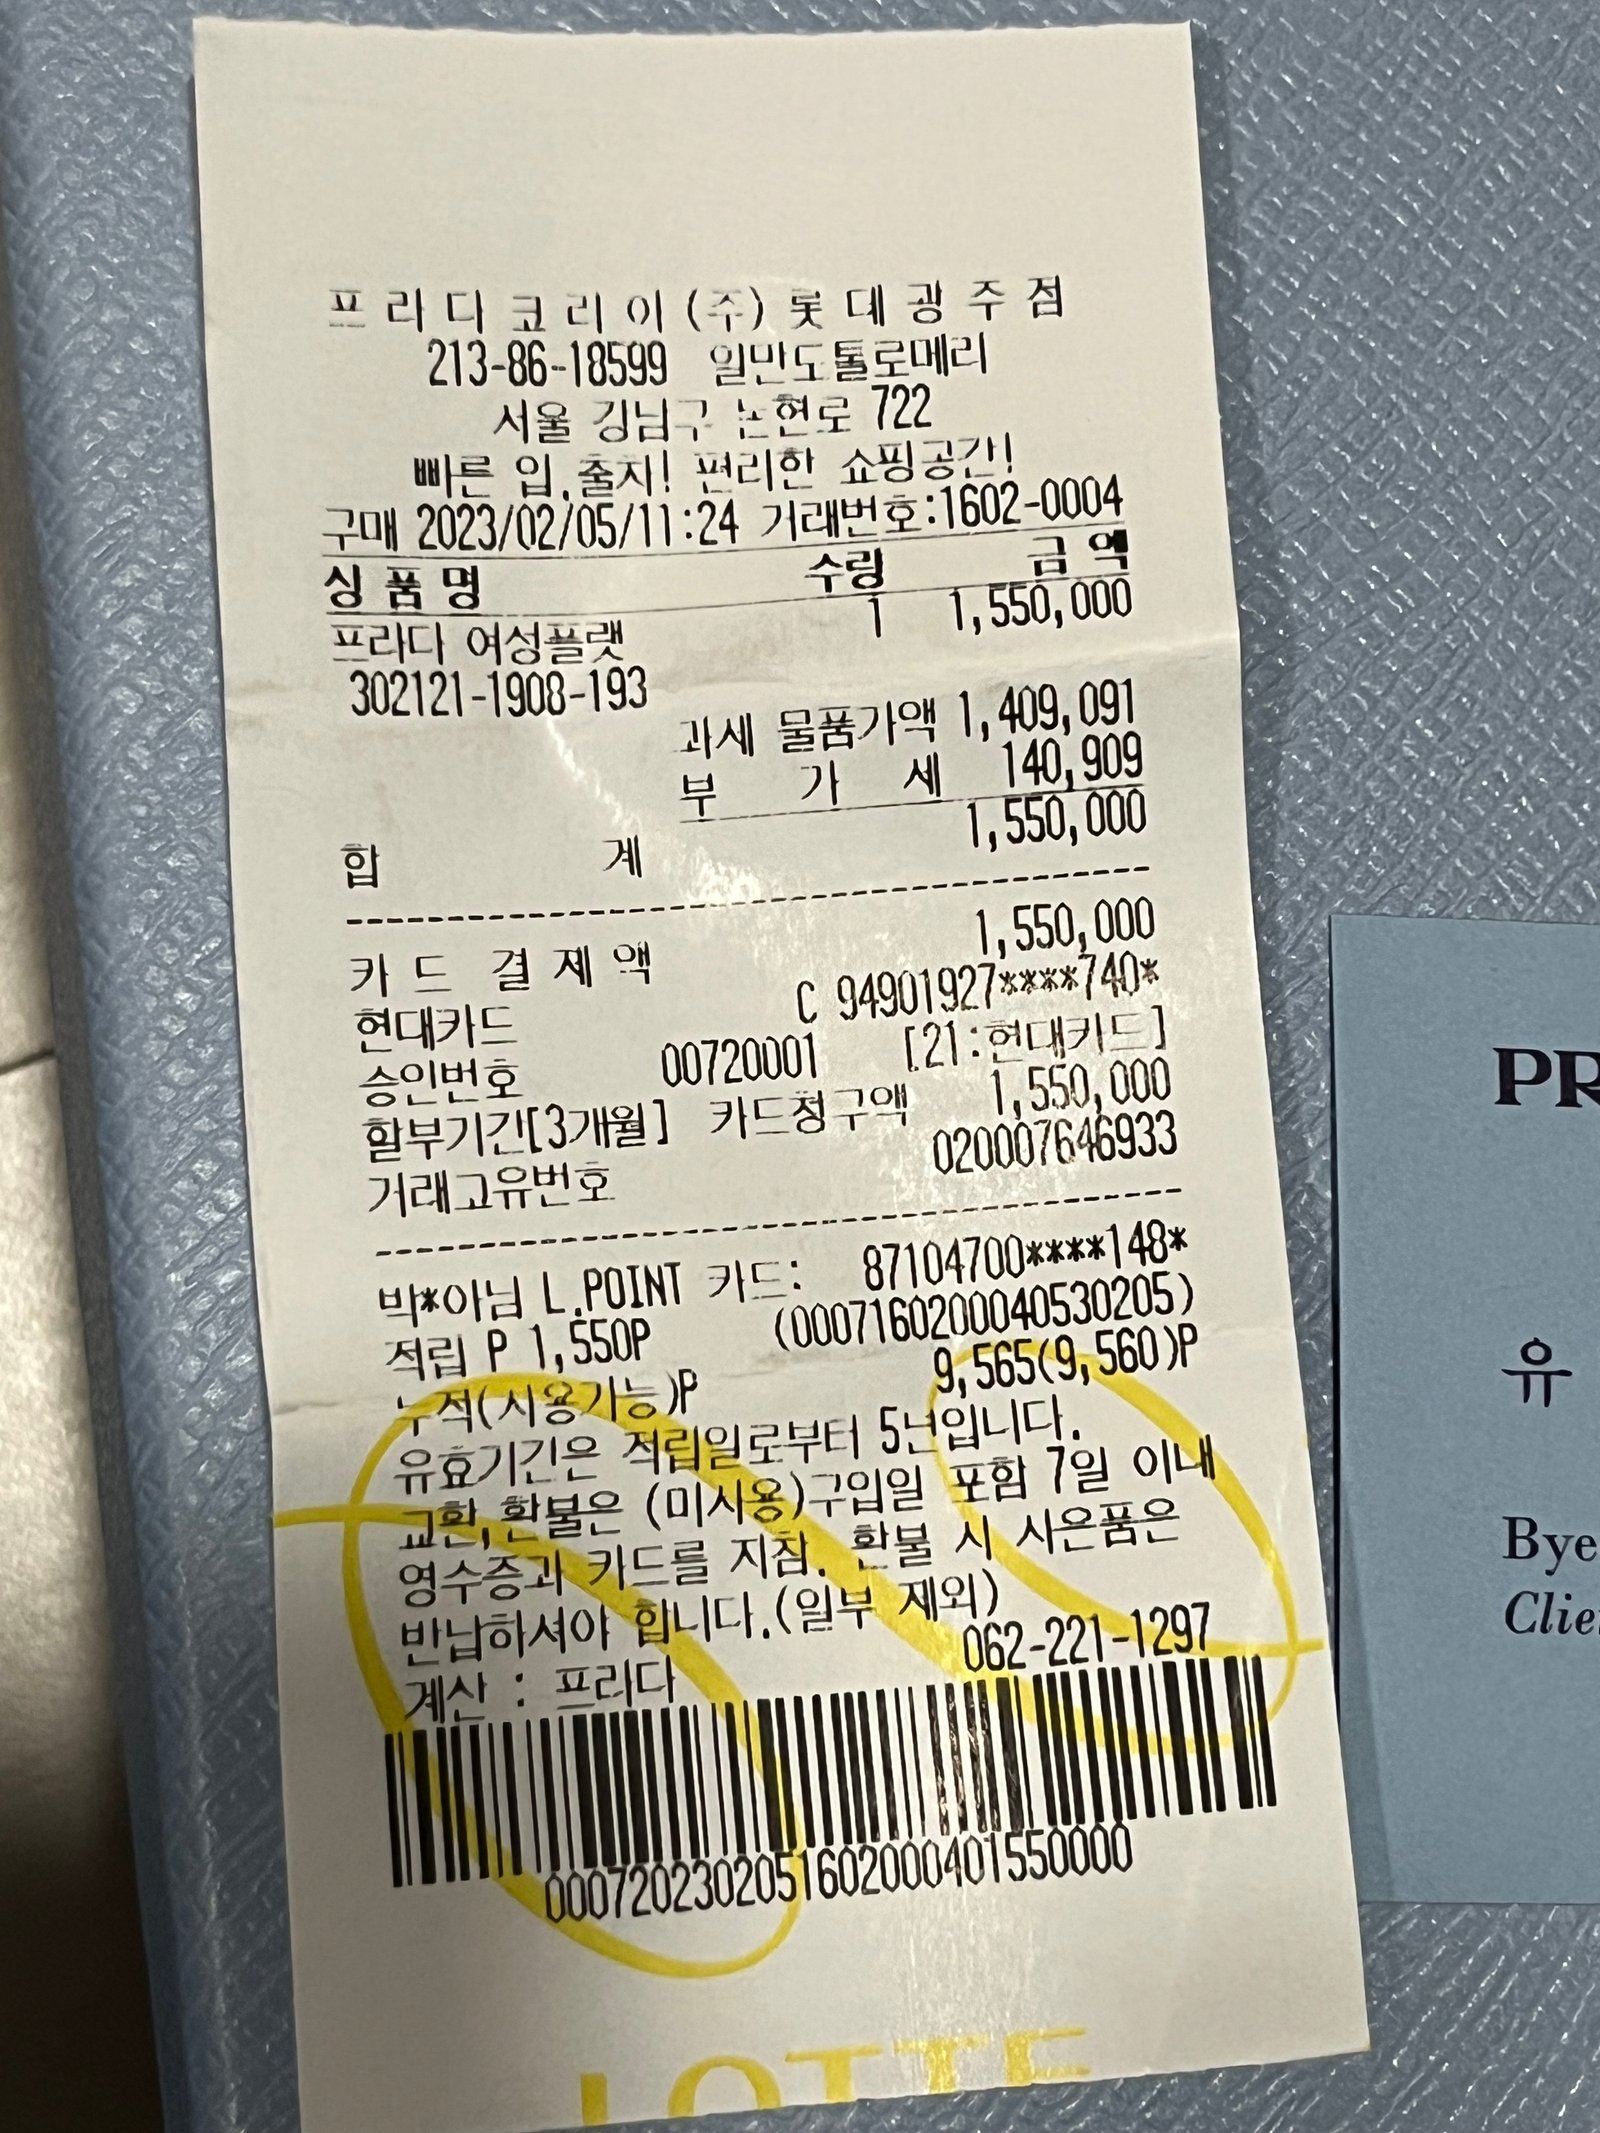 프라다코리아(주)롯데광주점
213-86-18599 일반도톨로메리
서울 강남구 논현로 722
빠른 입,출차! 편리한 쇼핑공간!
구매 2023/02/05/11:24 거래번호:1602-0004
상품명 수량 금액
프라다 여성플랫 1 1,550,000
302121-1908-193
과세 물품가액 1,409,091
부 가 세 140,909
합 계 1,550,000
카드 결제액 1,550,000
현대카드 C 94901927****740*
승인번호 00720001 [21:현대카드]
할부기간[3개월] 카드청구액 1,550,000
거래고유번호 020007646933
박*아님 L.POINT 카드: 87104700****148*
적립 P 1,550P (0007160200040530205)
누적(사용가능)P 9,565(9,560)P
유효기간은 적립일로부터 5년입니다.
교환,환불은 (미사용)구입일 포함 7일 이내
영수증과 카드를 지참. 환불 시 사은품은
반납하셔야 합니다.(일부 제외)
계산 : 프라다 062-221-1297
0007202302051602000401550000
LOTTE
PR
유
Bye
Clie